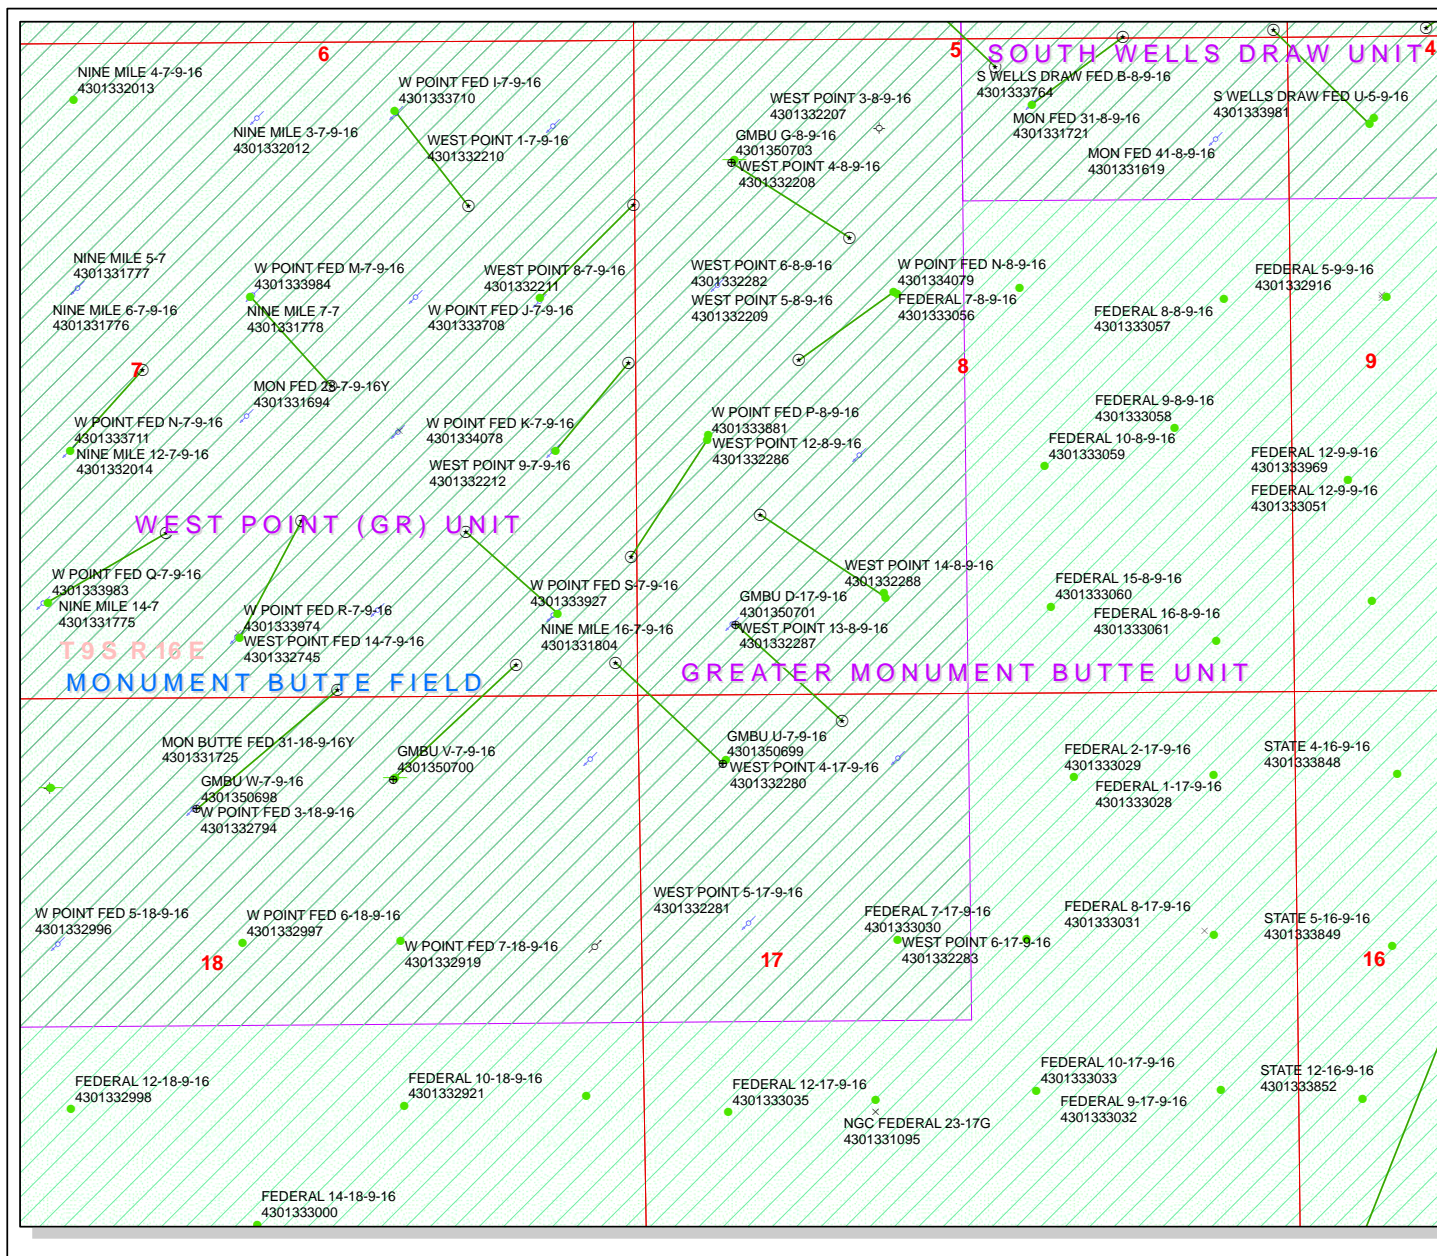 6
5
4
SOUTH WELLS DRAW UNIT
NINE MILE 4-7-9-16
4301332013
W POINT FED I-7-9-16
4301333710
NINE MILE 3-7-9-16
4301332012
WEST POINT 1-7-9-16
4301332210
WEST POINT 3-8-9-16
4301332207
GMBU G-8-9-16
4301350703
WEST POINT 4-8-9-16
4301332208
S WELLS DRAW FED B-8-9-16
4301333764
MON FED 31-8-9-16
4301331721
S WELLS DRAW FED U-5-9-16
4301333981
MON FED 41-8-9-16
4301331619
NINE MILE 5-7
4301331777
NINE MILE 6-7-9-16
4301331776
W POINT FED M-7-9-16
4301333984
NINE MILE 7-7
4301331778
WEST POINT 8-7-9-16
4301332211
W POINT FED J-7-9-16
4301333708
WEST POINT 6-8-9-16
4301332282
WEST POINT 5-8-9-16
4301332209
W POINT FED N-8-9-16
4301334079
FEDERAL 7-8-9-16
4301333056
FEDERAL 8-8-9-16
4301333057
FEDERAL 5-9-9-16
4301332916
7
8
9
MON FED 23-7-9-16Y
4301331694
W POINT FED N-7-9-16
4301333711
NINE MILE 12-7-9-16
4301332014
W POINT FED K-7-9-16
4301334078
WEST POINT 9-7-9-16
4301332212
W POINT FED P-8-9-16
4301333881
WEST POINT 12-8-9-16
4301332286
FEDERAL 9-8-9-16
4301333058
FEDERAL 10-8-9-16
4301333059
FEDERAL 12-9-9-16
4301333969
FEDERAL 12-9-9-16
4301333051
WEST POINT (GR) UNIT
W POINT FED Q-7-9-16
4301333983
NINE MILE 14-7
4301331775
W POINT FED R-7-9-16
4301333974
WEST POINT FED 14-7-9-16
4301332745
W POINT FED S-7-9-16
4301333927
NINE MILE 16-7-9-16
4301331804
WEST POINT 14-8-9-16
4301332288
GMBU D-17-9-16
4301350701
WEST POINT 13-8-9-16
4301332287
FEDERAL 15-8-9-16
4301333060
FEDERAL 16-8-9-16
4301333061
T 9 S R 16 E
MONUMENT BUTTE FIELD
GREATER MONUMENT BUTTE UNIT
MON BUTTE FED 31-18-9-16Y
4301331725
GMBU W-7-9-16
4301350698
W POINT FED 3-18-9-16
4301332794
GMBU V-7-9-16
4301350700
GMBU U-7-9-16
4301350699
WEST POINT 4-17-9-16
4301332280
FEDERAL 2-17-9-16
4301333029
FEDERAL 1-17-9-16
4301333028
STATE 4-16-9-16
4301333848
W POINT FED 5-18-9-16
4301332996
W POINT FED 6-18-9-16
4301332997
W POINT FED 7-18-9-16
4301332919
WEST POINT 5-17-9-16
4301332281
FEDERAL 7-17-9-16
4301333030
WEST POINT 6-17-9-16
4301332283
FEDERAL 8-17-9-16
4301333031
STATE 5-16-9-16
4301333849
18
17
16
FEDERAL 12-18-9-16
4301332998
FEDERAL 10-18-9-16
4301332921
FEDERAL 12-17-9-16
4301333035
NGC FEDERAL 23-17G
4301331095
FEDERAL 10-17-9-16
4301333033
FEDERAL 9-17-9-16
4301333032
STATE 12-16-9-16
4301333852
FEDERAL 14-18-9-16
4301333000